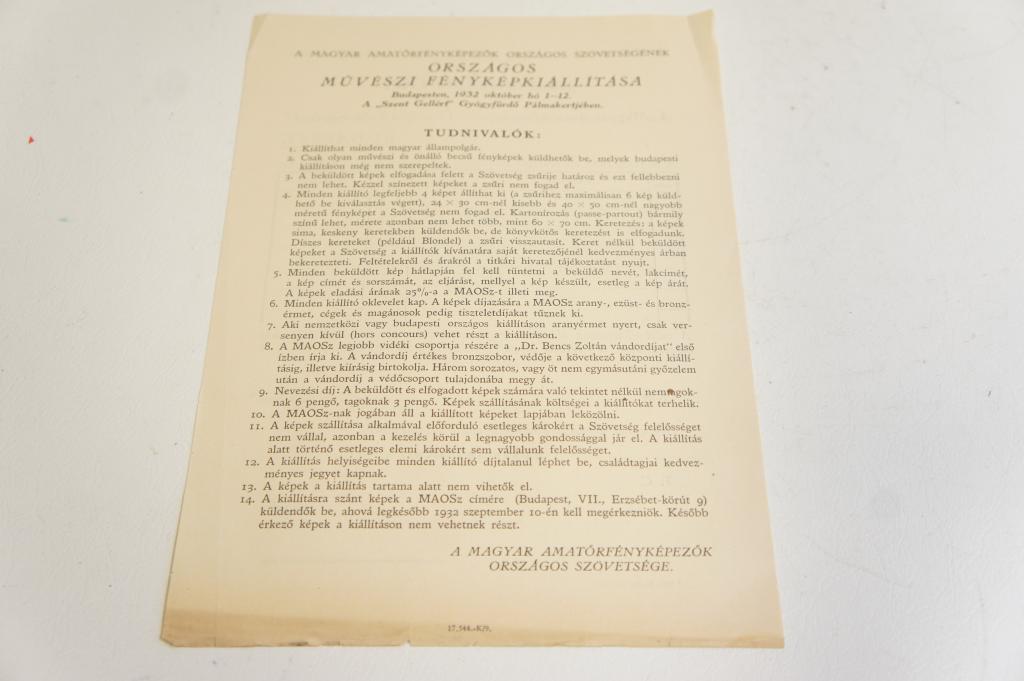 A MAGYAR AMATŐRFÉNYKÉPEZŐK ORSZÁGOS SZÖVETSÉGÉNEK
ORSZÁGOS
MŰVÉSZI FÉNYKÉPKIÁLLÍTÁSA
Budapesten, 1932 október hó 1—12.
A „Szent Gellért" Gyógyfürdő Pálmakertjében.
TUDNIVALÓK:
1. Kiállíthat minden magyar állampolgár.
2. Csak olyan művészi és önálló becsű fényképek küldhetők be, melyek budapesti
kiállításon még nem szerepeltek.
3. A beküldött képek elfogadása felett a Szövetség zsűrije határoz és ezt fellebbezni
nem lehet. Kézzel színezett képeket a zsűri nem fogad el.
4. Minden kiállító legfeljebb 4 képet állíthat ki (a zsűrihez maximálisan 6 kép küld-
hető be kiválasztás végett), 24 × 30 cm-nél kisebb és 40 × 50 cm-nél nagyobb
méretű fényképet a Szövetség nem fogad el. Kartonírozás (passe-partout) bármily
színű lehet, mérete azonban nem lehet több, mint 60 × 70 cm. Keretezés: a képek
sima, keskeny keretekben küldendők be, de könyvkötős keretezést is elfogadunk.
Díszes kereteket (például Blondel) a zsűri visszautasít. Keret nélkül beküldött
képeket a Szövetség a kiállítók kívánatára saját keretezőjénél kedvezményes árban
bekeretezteti. Feltételekről és árakról a titkári hivatal tájékoztatást nyujt.
5. Minden beküldött kép hátlapján fel kell tüntetni a beküldő nevét, lakcímét,
a kép címét és sorszámát, az eljárást, mellyel a kép készült, esetleg a kép árát.
A képek eladási árának 25%-a a MAOSz-t illeti meg.
6. Minden kiállító oklevelet kap. A képek díjazására a MAOSz arany-, ezüst- és bronz-
érmet, cégek és magánosok pedig tiszteletdíjakat tűznek ki.
7. Aki nemzetközi vagy budapesti országos kiállításon aranyérmet nyert, csak ver-
senyen kívül (hors concours) vehet részt a kiállításon.
8. A MAOSz legjobb vidéki csoportja részére a „Dr. Bencs Zoltán vándordíjat" első
ízben írja ki. A vándordíj értékes bronzszobor, védője a következő központi kiállí-
tásig, illetve kiírásig birtokolja. Három sorozatos, vagy öt nem egymásutáni győzelem
után a vándordíj a védőcsoport tulajdonába megy át.
9. Nevezési díj: A beküldött és elfogadott képek számára való tekintet nélkül nemtagok-
nak 6 pengő, tagoknak 3 pengő. Képek szállításának költségei a kiállítókat terhelik.
10. A MAOSz-nak jogában áll a kiállított képeket lapjában leközölni.
11. A képek szállítása alkalmával előforduló esetleges károkért a Szövetség felelősséget
nem vállal, azonban a kezelés körül a legnagyobb gondossággal jár el. A kiállítás
alatt történő esetleges elemi károkért sem vállalunk felelősséget.
12. A kiállítás helyiségeibe minden kiállító díjtalanul léphet be, családtagjai kedvez-
ményes jegyet kapnak.
13. A képek a kiállítás tartama alatt nem vihetők el.
14. A kiállításra szánt képek a MAOSz címére (Budapest, VII., Erzsébet-körút 9)
küldendők be, ahová legkésőbb 1932 szeptember 10-én kell megérkezniök. Később
érkező képek a kiállításon nem vehetnek részt.
A MAGYAR AMATŐRFÉNYKÉPEZŐK
ORSZÁGOS SZÖVETSÉGE.
17.544.-K/9.